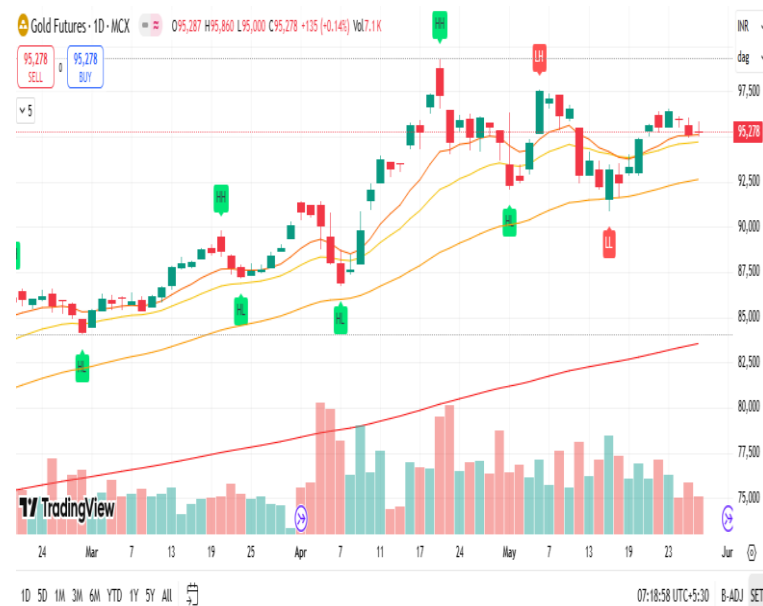 Gold Futures · 1D · MCX O95,287 H95,860 L95,000 C95,278 +135 (+0.14%) Vol7.1K
INR
95,278 SELL
0
95,278 BUY
dag
5
HH
LH
97,500
95,278
92,500
HH
HL
LL
90,000
87,500
HL
HL
85,000
HL
82,500
80,000
77,500
75,000
TradingView
24 Mar 7 13 19 25 Apr 7 11 17 22 May 7 13 19 23 Jun
1D 5D 1M 3M 6M YTD 1Y 5Y All
07:18:58 UTC+5:30 B-ADJ SET